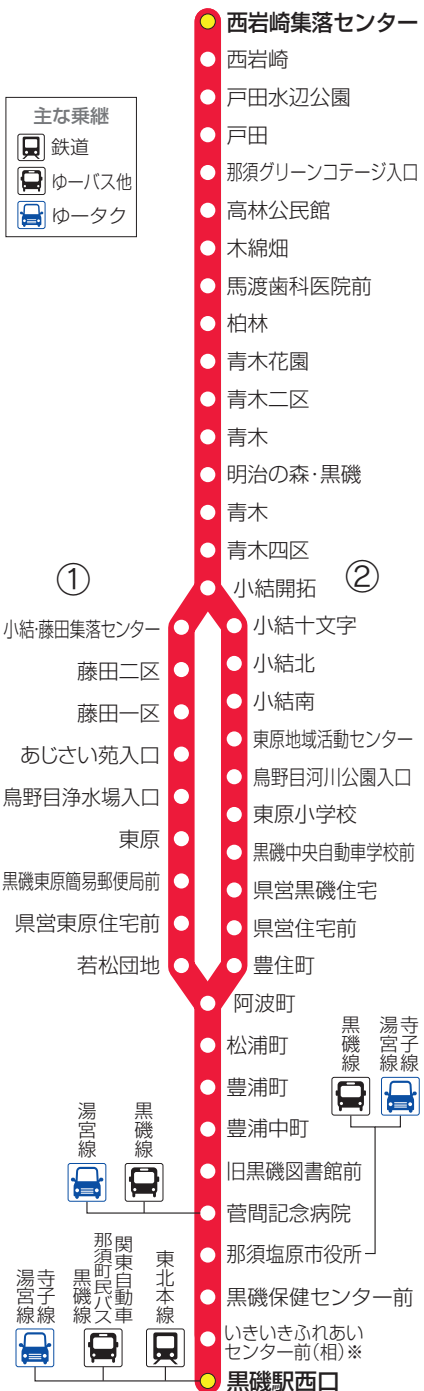 西岩崎集落センター
西岩崎
戸田水辺公園
戸田
那須グリーンコテージ入口
高林公民館
木綿畑
馬渡歯科医院前
柏林
青木花園
青木二区
青木
明治の森・黒磯
青木
青木四区
小結開拓
主な乗継
鉄道
ゆーバス他
ゆータク
①
小結・藤田集落センター
藤田二区
藤田一区
あじさい苑入口
鳥野目浄水場入口
東原
黒磯東原簡易郵便局前
県営東原住宅前
若松団地
②
小結十文字
小結北
小結南
東原地域活動センター
鳥野目河川公園入口
東原小学校
黒磯中央自動車学校前
県営黒磯住宅
県営住宅前
豊住町
阿波町
松浦町
豊浦町
豊浦中町
旧黒磯図書館前
菅間記念病院
那須塩原市役所
黒磯保健センター前
いきいきふれあい
センター前(相)※
黒磯駅西口
黒磯線
寺子線
湯宮線
湯宮線
黒磯線
寺子線
湯宮線
関東自動車
那須町民バス
黒磯線
東北本線